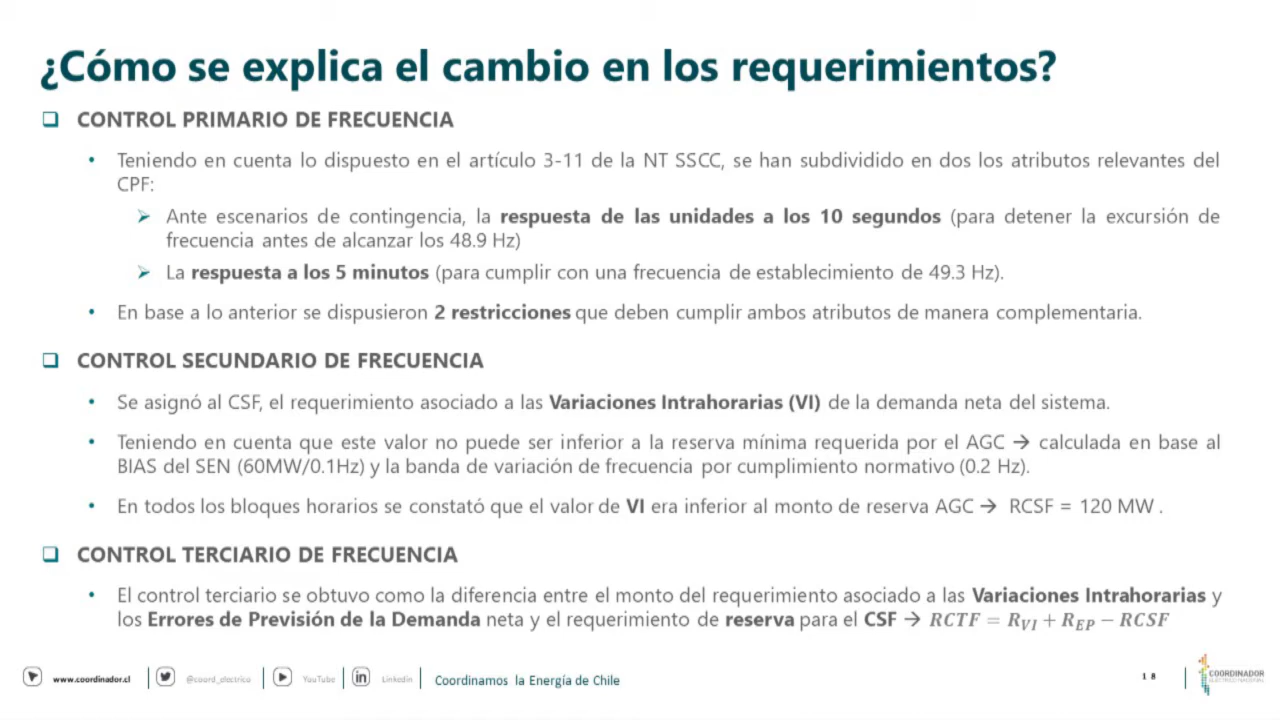 ¿Cómo se explica el cambio en los requerimientos?
❑ CONTROL PRIMARIO DE FRECUENCIA
• Teniendo en cuenta lo dispuesto en el artículo 3-11 de la NT SSCC, se han subdividido en dos los atributos relevantes del
CPF:
➢ Ante escenarios de contingencia, la respuesta de las unidades a los 10 segundos (para detener la excursión de
frecuencia antes de alcanzar los 48.9 Hz)
➢ La respuesta a los 5 minutos (para cumplir con una frecuencia de establecimiento de 49.3 Hz).
• En base a lo anterior se dispusieron 2 restricciones que deben cumplir ambos atributos de manera complementaria.
❑ CONTROL SECUNDARIO DE FRECUENCIA
• Se asignó al CSF, el requerimiento asociado a las Variaciones Intrahorarias (VI) de la demanda neta del sistema.
• Teniendo en cuenta que este valor no puede ser inferior a la reserva mínima requerida por el AGC → calculada en base al
BIAS del SEN (60MW/0.1Hz) y la banda de variación de frecuencia por cumplimiento normativo (0.2 Hz).
• En todos los bloques horarios se constató que el valor de VI era inferior al monto de reserva AGC → RCSF = 120 MW .
❑ CONTROL TERCIARIO DE FRECUENCIA
• El control terciario se obtuvo como la diferencia entre el monto del requerimiento asociado a las Variaciones Intrahorarias y
los Errores de Previsión de la Demanda neta y el requerimiento de reserva para el CSF → RCTF = R_VI + R_EP − RCSF
www.coordinador.cl @coord_electrico YouTube Linkedin Coordinamos la Energía de Chile 18 COORDINADOR
ELÉCTRICO NACIONAL